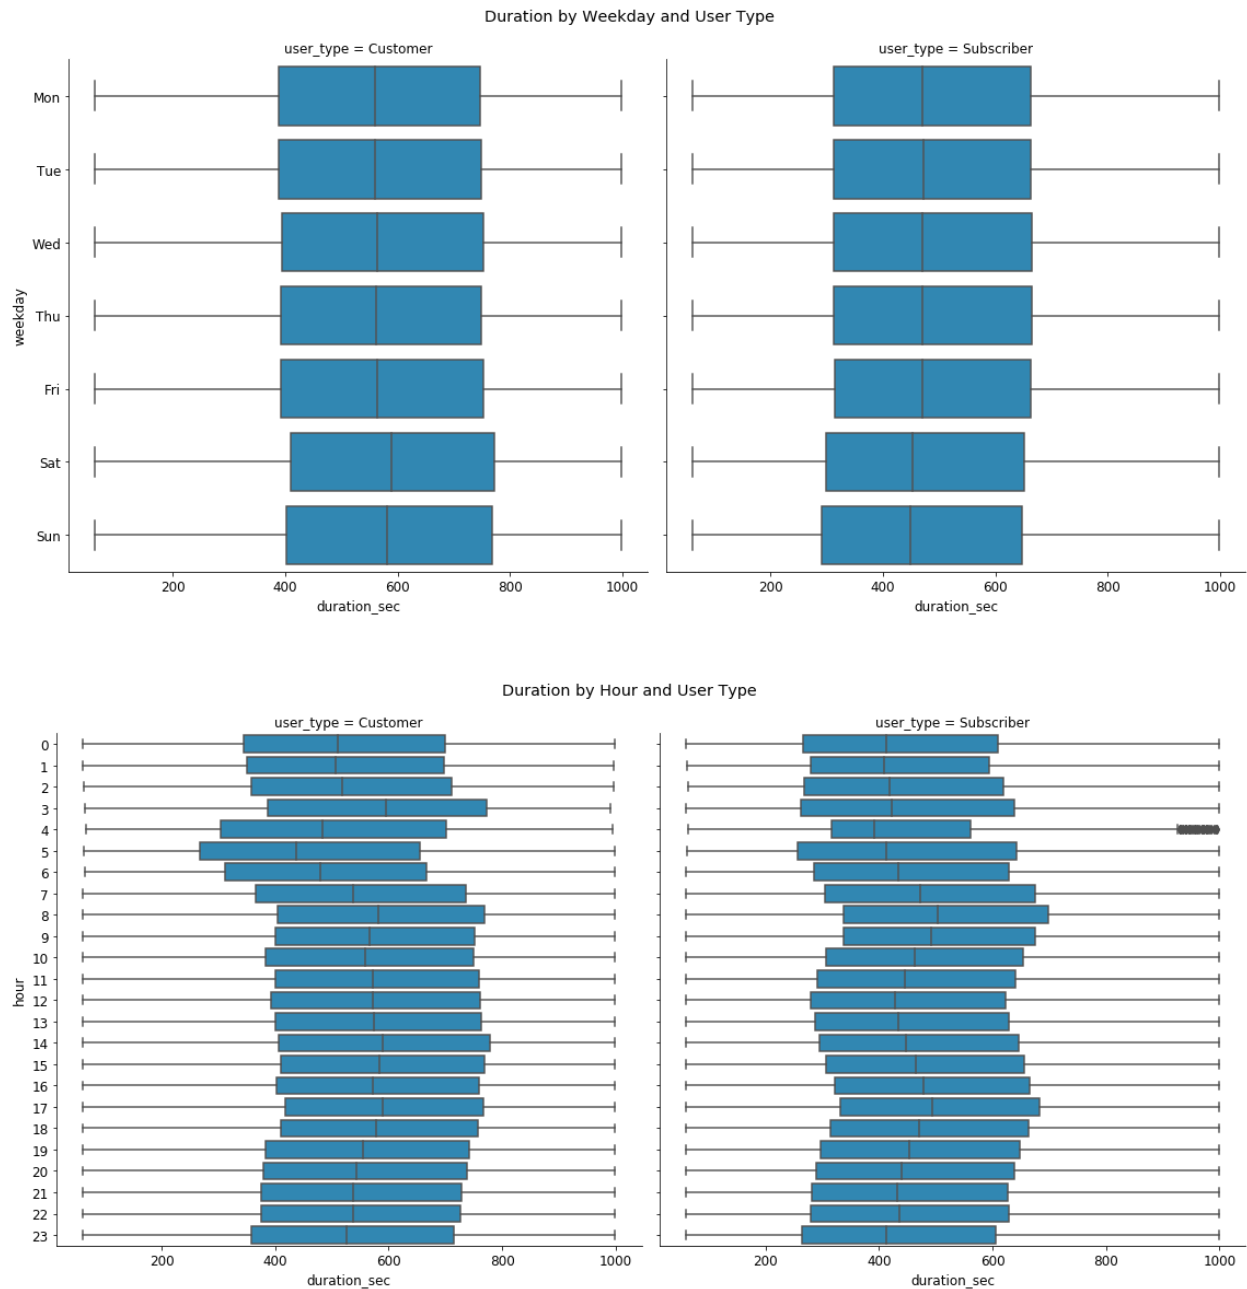 Duration by Weekday and User Type
user_type = Customer
user_type = Subscriber
Mon
Tue
Wed
Thu
Fri
Sat
Sun
weekday
200 400 600 800 1000
duration_sec
200 400 600 800 1000
duration_sec
Duration by Hour and User Type
user_type = Customer
user_type = Subscriber
0
1
2
3
4
5
6
7
8
9
10
11
12
13
14
15
16
17
18
19
20
21
22
23
hour
200 400 600 800 1000
duration_sec
200 400 600 800 1000
duration_sec